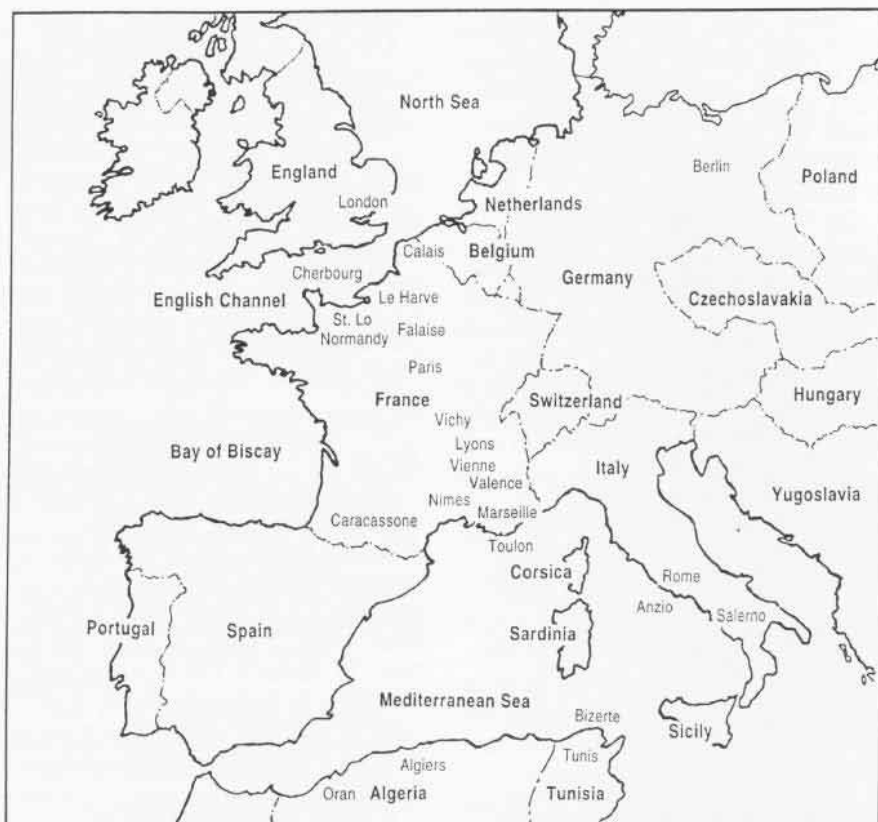 North Sea
Berlin
England
Poland
London
Netherlands
Calais
Belgium
Cherbourg
Germany
English Channel
Le Harve
Czechoslavakia
St. Lo
Normandy
Falaise
Paris
France
Switzerland
Hungary
Vichy
Lyons
Bay of Biscay
Vienne
Italy
Valence
Yugoslavia
Nimes
Marseille
Caracassone
Toulon
Corsica
Rome
Anzio
Salerno
Portugal
Spain
Sardinia
Mediterranean Sea
Bizerte
Sicily
Tunis
Algiers
Oran
Algeria
Tunisia